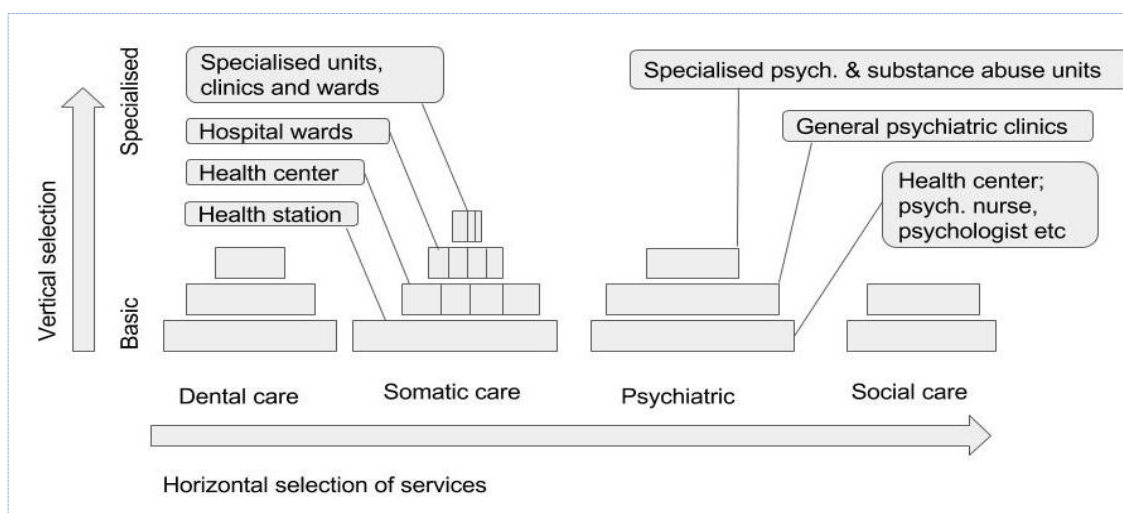 Specialised
Vertical selection
Basic
Specialised units,
clinics and wards
Hospital wards
Health center
Health station
Specialised psych. & substance abuse units
General psychiatric clinics
Health center;
psych. nurse,
psychologist etc
Dental care
Somatic care
Psychiatric
Social care
Horizontal selection of services